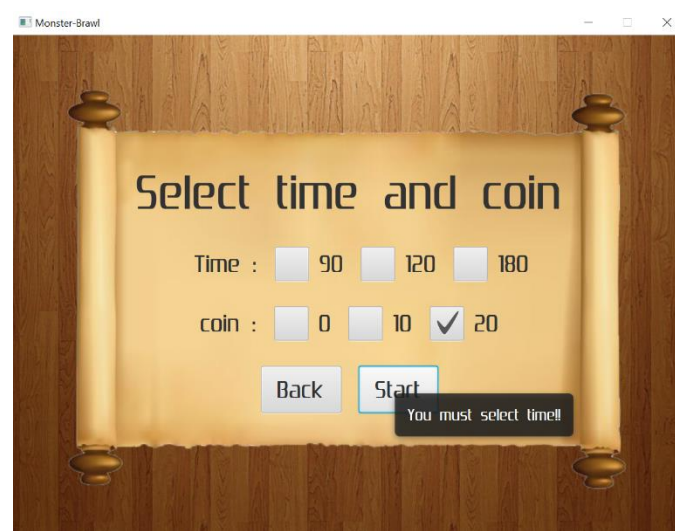 Monster-Brawl
Select time and coin
Time : 90 120 180
coin : 0 10 20
Back Start
You must select time!!